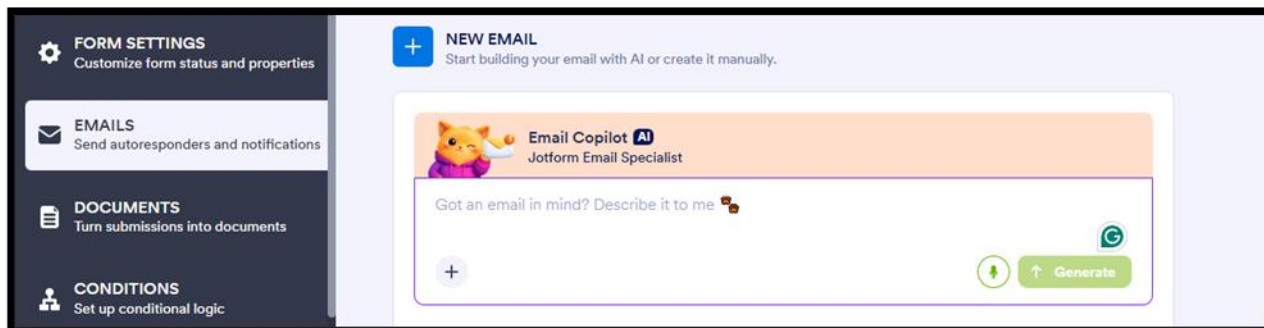 FORM SETTINGS
Customize form status and properties
EMAILS
Send autoresponders and notifications
DOCUMENTS
Turn submissions into documents
CONDITIONS
Set up conditional logic
NEW EMAIL
Start building your email with AI or create it manually.
Email Copilot AI
Jotform Email Specialist
Got an email in mind? Describe it to me
Generate